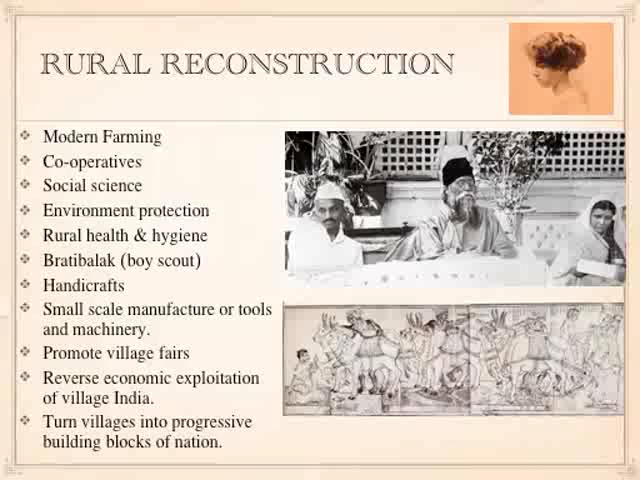 RURAL RECONSTRUCTION
Modern Farming
Co-operatives
Social science
Environment protection
Rural health & hygiene
Bratibalak (boy scout)
Handicrafts
Small scale manufacture or tools
and machinery.
Promote village fairs
Reverse economic exploitation
of village India.
Turn villages into progressive
building blocks of nation.